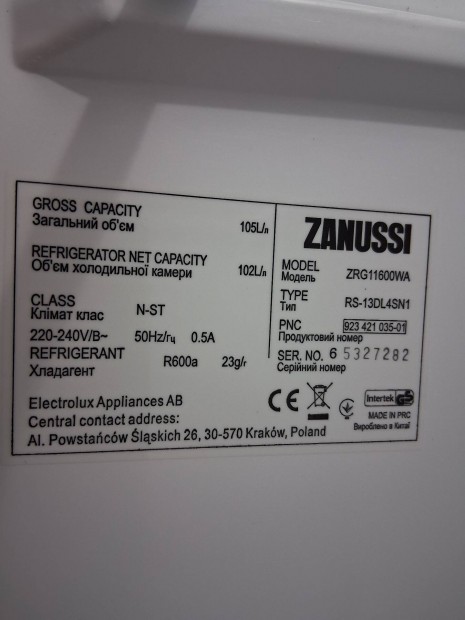 GROSS CAPACITY
Загальний об'єм
105L/л
REFRIGERATOR NET CAPACITY
Об'єм холодильної камери
102L/л
CLASS
Клімат клас
N-ST
220-240V/В~ 50Hz/гц 0.5A
REFRIGERANT
Хладагент
R600a 23g/г
Electrolux Appliances AB
Central contact address:
Al. Powstańców Śląskich 26, 30-570 Kraków, Poland
ZANUSSI
MODEL
Модель
ZRG11600WA
TYPE
Тип
RS-13DL4SN1
PNC 923 421 035-01
Продуктовий номер
SER. NO. 6 5327282
Серійний номер
CE
Intertek GS
MADE IN PRC
Вироблено в Китаї